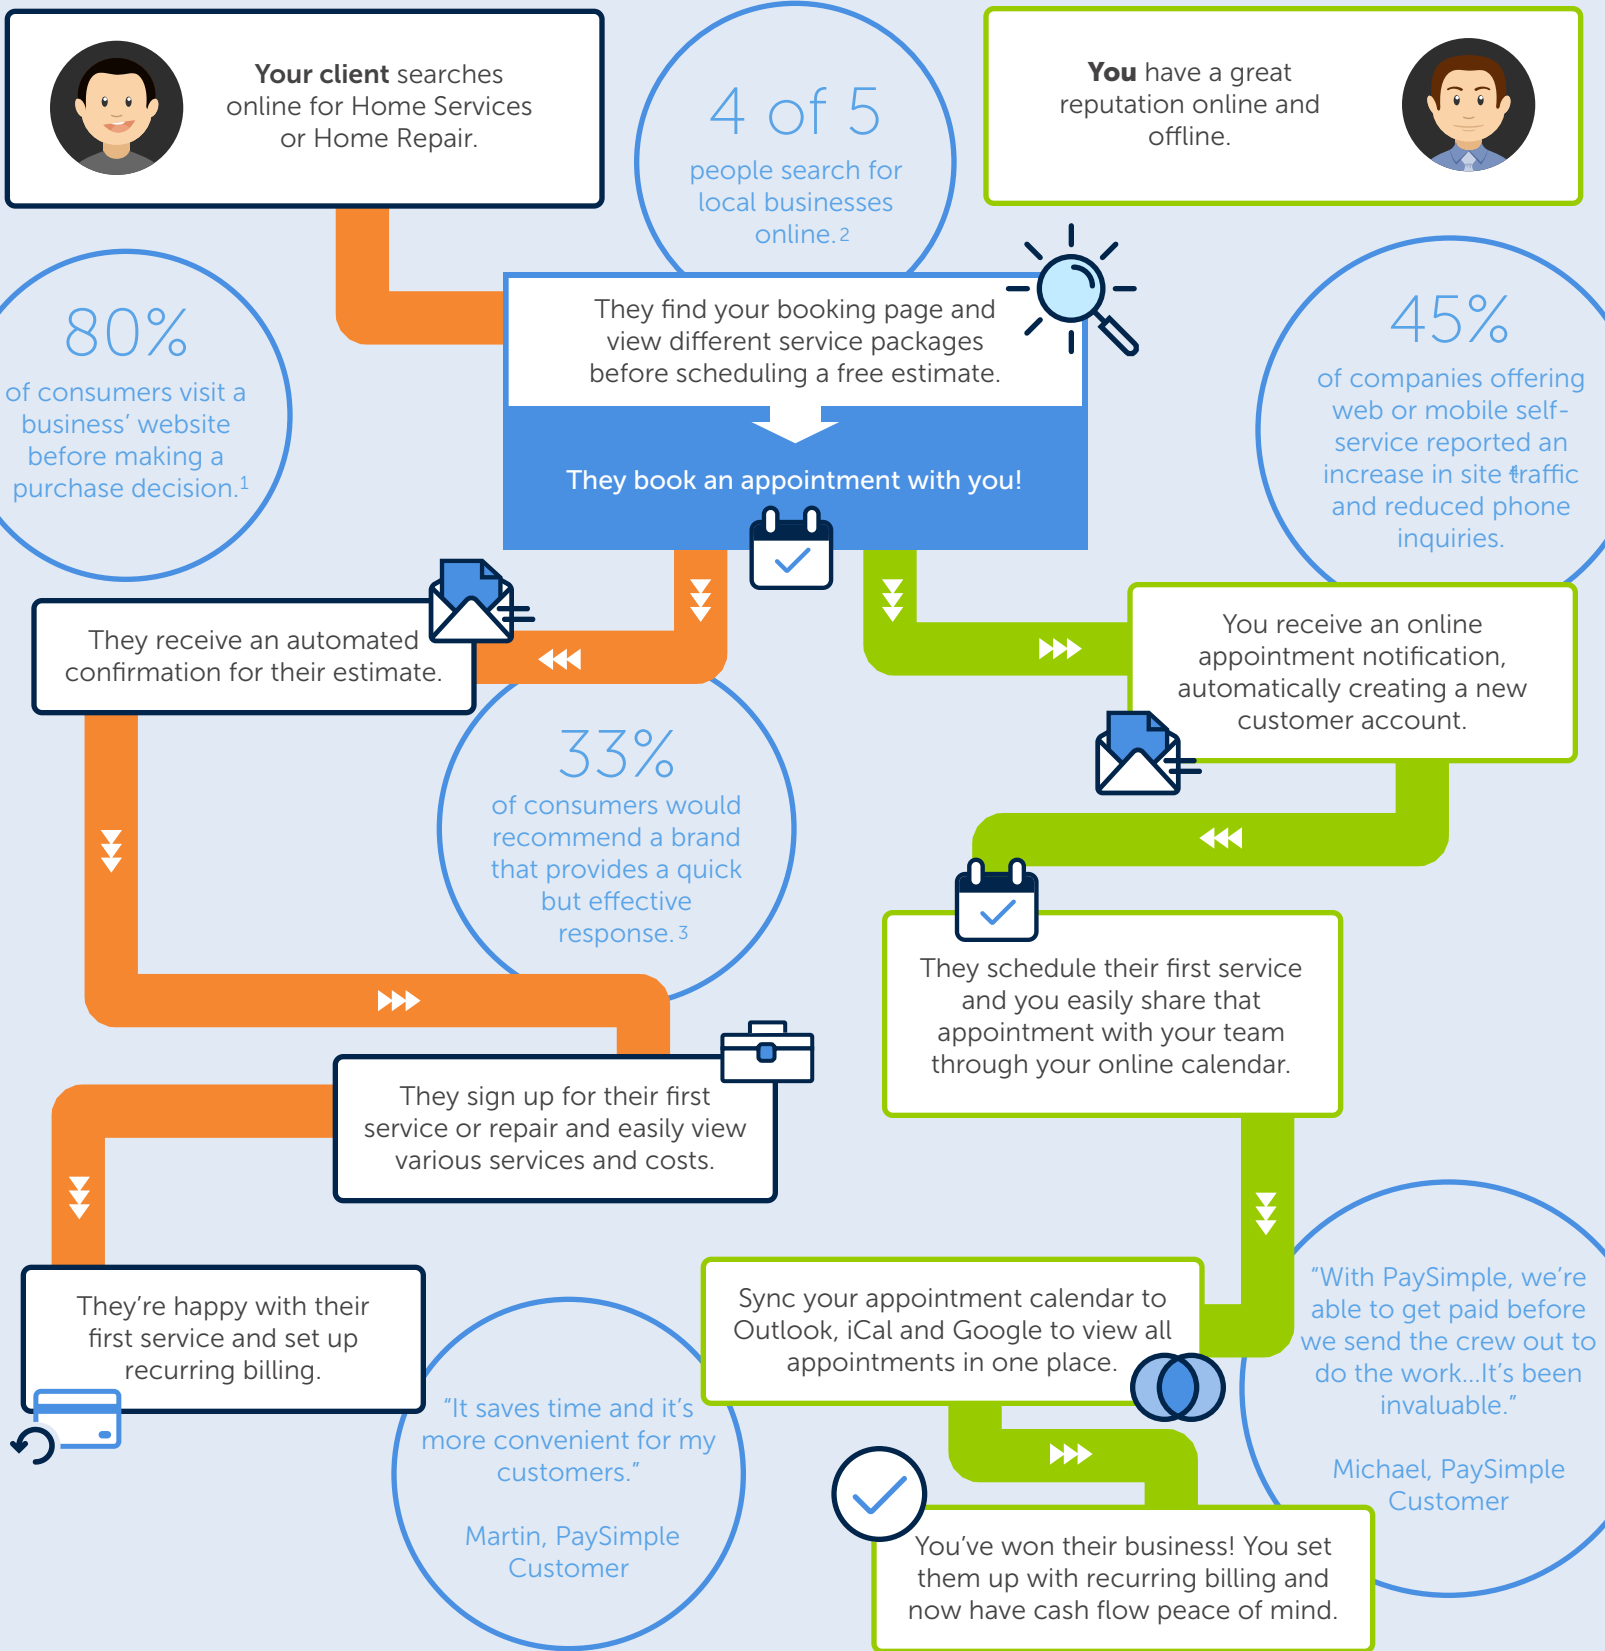 Your client searches
online for Home Services
or Home Repair.
4 of 5
people search for
local businesses
online. 2
You have a great
reputation online and
offline.
80%
of consumers visit a
business’ website
before making a
purchase decision.1
They find your booking page and
view different service packages
before scheduling a free estimate.
They book an appointment with you!
45%
of companies offering
web or mobile self-
service reported an
increase in site traffic
and reduced phone
inquiries.
They receive an automated
confirmation for their estimate.
You receive an online
appointment notification,
automatically creating a new
customer account.
33%
of consumers would
recommend a brand
that provides a quick
but effective
response. 3
They schedule their first service
and you easily share that
appointment with your team
through your online calendar.
They sign up for their first
service or repair and easily view
various services and costs.
They’re happy with their
first service and set up
recurring billing.
Sync your appointment calendar to
Outlook, iCal and Google to view all
appointments in one place.
“With PaySimple, we’re
able to get paid before
we send the crew out to
do the work...It’s been
invaluable.”
Michael, PaySimple
Customer
“It saves time and it’s
more convenient for my
customers.”
Martin, PaySimple
Customer
You’ve won their business! You set
them up with recurring billing and
now have cash flow peace of mind.